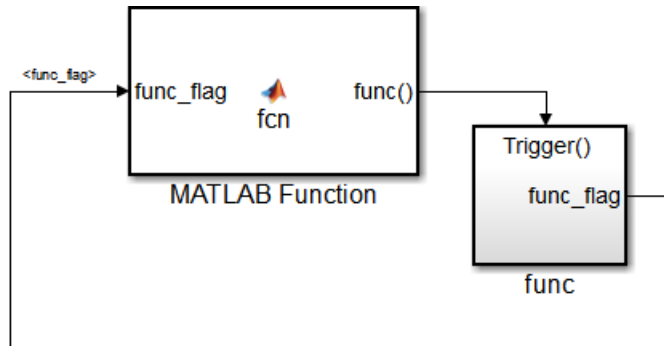 <func_flag>
func_flag
fcn
func()
MATLAB Function
Trigger()
func_flag
func